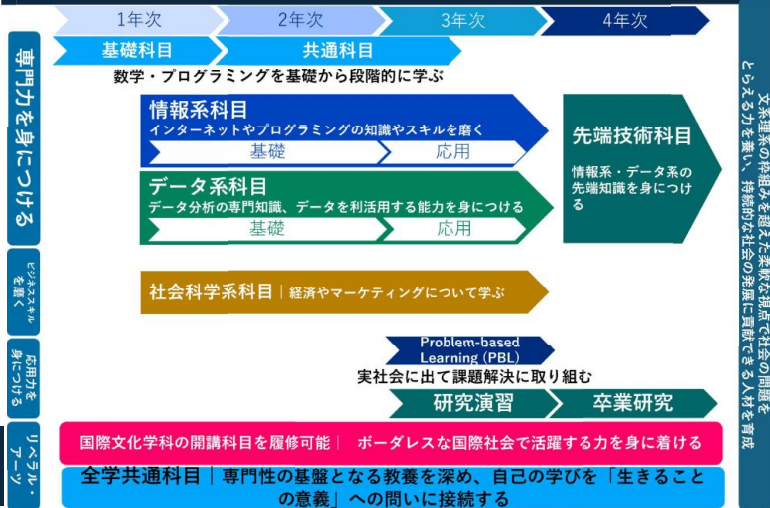 1年次
2年次
3年次
4年次
専門力を身につける
基礎科目
共通科目
数学・プログラミングを基礎から段階的に学ぶ
情報系科目
インターネットやプログラミングの知識やスキルを磨く
基礎
応用
データ系科目
データ分析の専門知識、データを利活用する能力を身につける
基礎
応用
先端技術科目
情報系・データ系の
先端知識を身につけ
る
ビジネススキル
を磨く
社会科学系科目｜経済やマーケティングについて学ぶ
応用力を
身につける
Problem-based
Learning (PBL)
実社会に出て課題解決に取り組む
研究演習
卒業研究
リベラル・
アーツ
国際文化学科の開講科目を履修可能｜ ボーダレスな国際社会で活躍する力を身に着ける
全学共通科目｜専門性の基盤となる教養を深め、自己の学びを「生きること
の意義」への問いに接続する
文系理系の枠組みを超えた柔軟な視点で社会の問題を
とらえる力を養い、持続的な社会の発展に貢献できる人材を育成